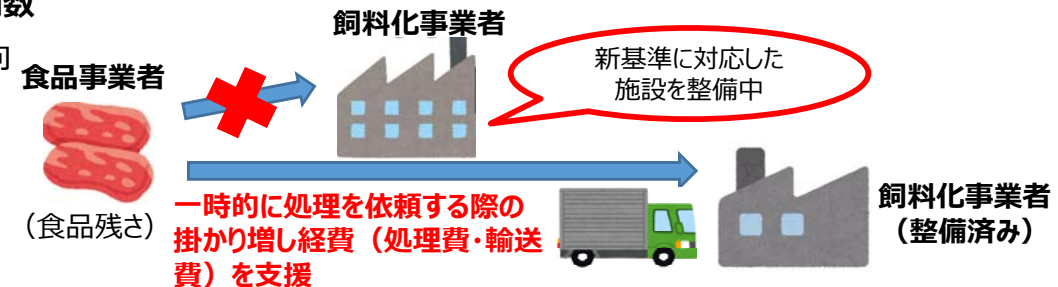 飼料化事業者
食品事業者
新基準に対応した
施設を整備中
(食品残さ)
一時的に処理を依頼する際の
掛かり増し経費(処理費・輸送
費)を支援
飼料化事業者
(整備済み)